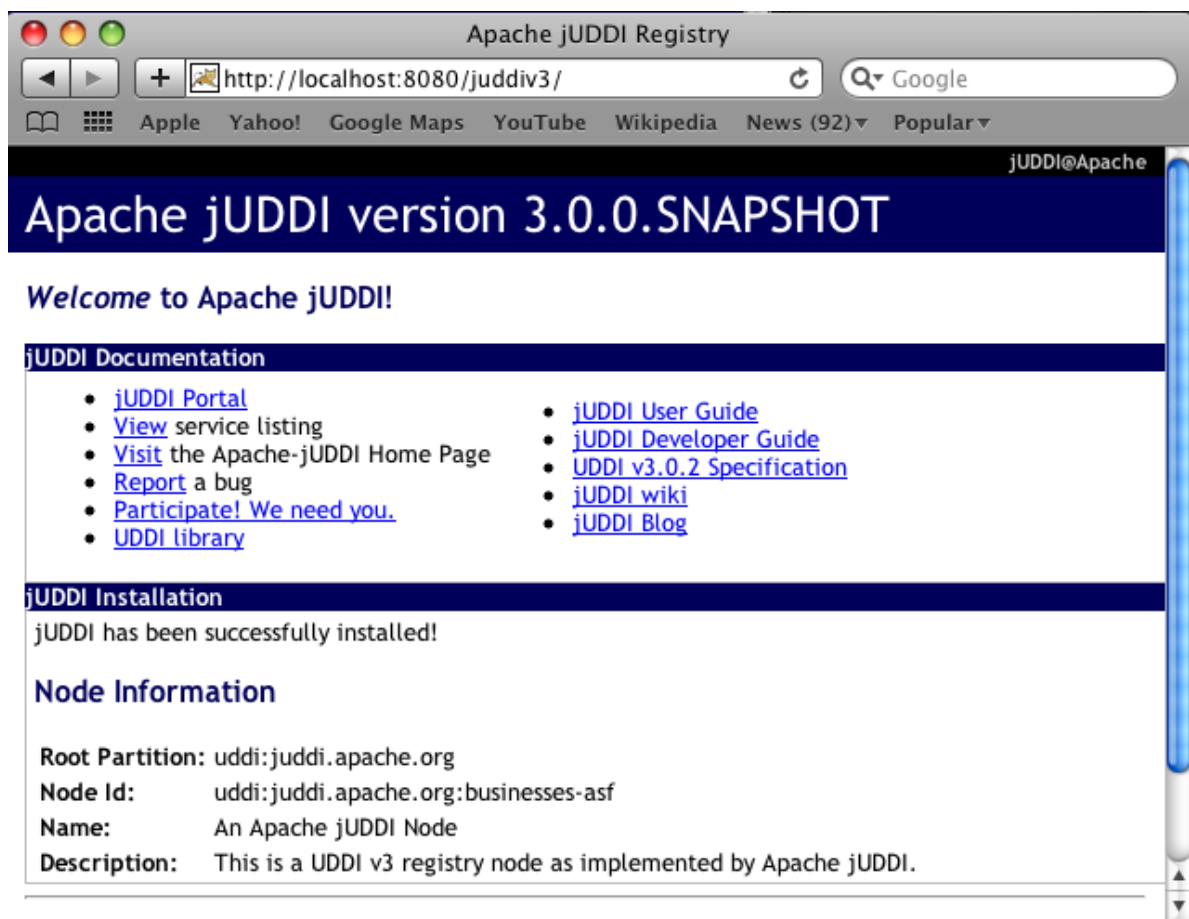 Apache jUDDI Registry
http://localhost:8080/juddiv3/
Google
Apple Yahoo! Google Maps YouTube Wikipedia News (92) Popular
jUDDI@Apache
Apache jUDDI version 3.0.0.SNAPSHOT
Welcome to Apache jUDDI!
jUDDI Documentation
jUDDI Portal
View service listing
Visit the Apache-jUDDI Home Page
Report a bug
Participate! We need you.
UDDI library
jUDDI User Guide
jUDDI Developer Guide
UDDI v3.0.2 Specification
jUDDI wiki
jUDDI Blog
jUDDI Installation
jUDDI has been successfully installed!
Node Information
Root Partition: uddi:juddi.apache.org
Node Id: uddi:juddi.apache.org:businesses-asf
Name: An Apache jUDDI Node
Description: This is a UDDI v3 registry node as implemented by Apache jUDDI.